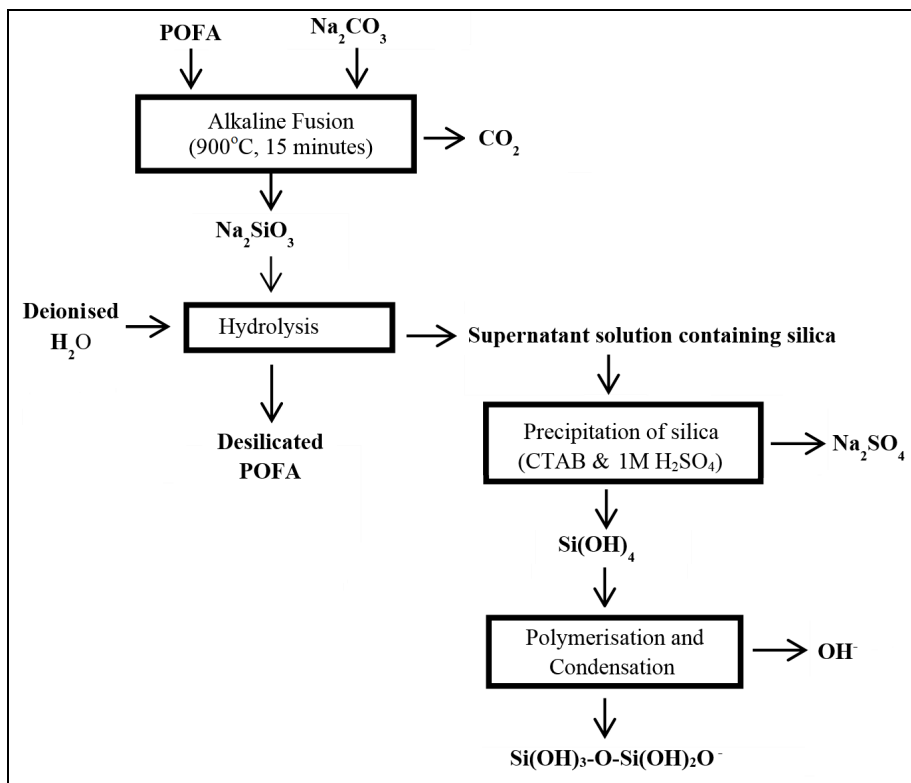 POFA
Na₂CO₃
Alkaline Fusion
(900°C, 15 minutes)
CO₂
Na₂SiO₃
Deionised
H₂O
Hydrolysis
Supernatant solution containing silica
Desilicated
POFA
Precipitation of silica
(CTAB & 1M H₂SO₄)
Na₂SO₄
Si(OH)₄
Polymerisation and
Condensation
OH⁻
Si(OH)₃-O-Si(OH)₂O⁻